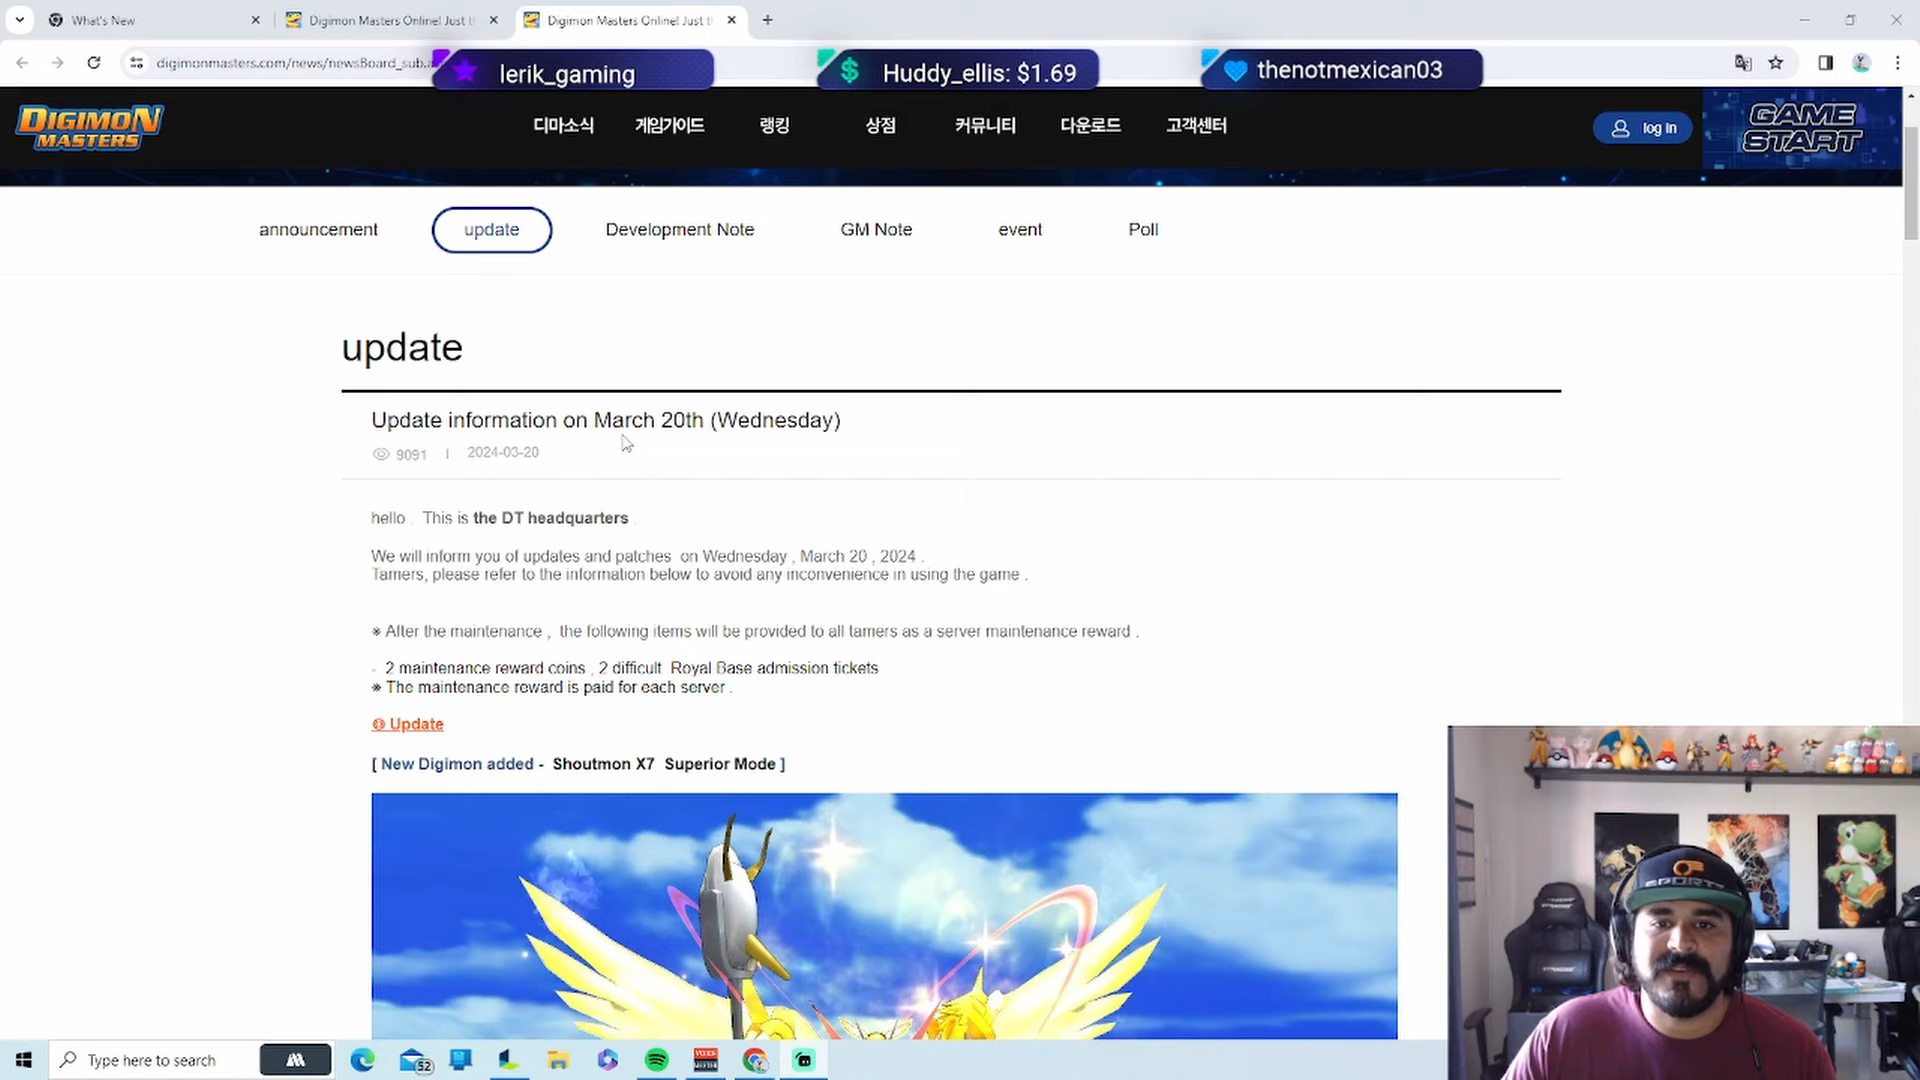 What's New
Digimon Masters Online! Just t
Digimon Masters Online! Just t
digimonmasters.com/news/newsBoard_sub.a
lerik_gaming
Huddy_ellis: $1.69
thenotmexican03
DIGIMON MASTERS
디마소식
게임가이드
랭킹
상점
커뮤니티
다운로드
고객센터
log in
GAME START
announcement
update
Development Note
GM Note
event
Poll
update
Update information on March 20th (Wednesday)
9091 | 2024-03-20
hello . This is the DT headquarters .
We will inform you of updates and patches on Wednesday , March 20 , 2024 .
Tamers, please refer to the information below to avoid any inconvenience in using the game .
※ After the maintenance , the following items will be provided to all tamers as a server maintenance reward .
- 2 maintenance reward coins , 2 difficult Royal Base admission tickets
※ The maintenance reward is paid for each server .
Update
[ New Digimon added - Shoutmon X7 Superior Mode ]
ESPORTS
Type here to search
52